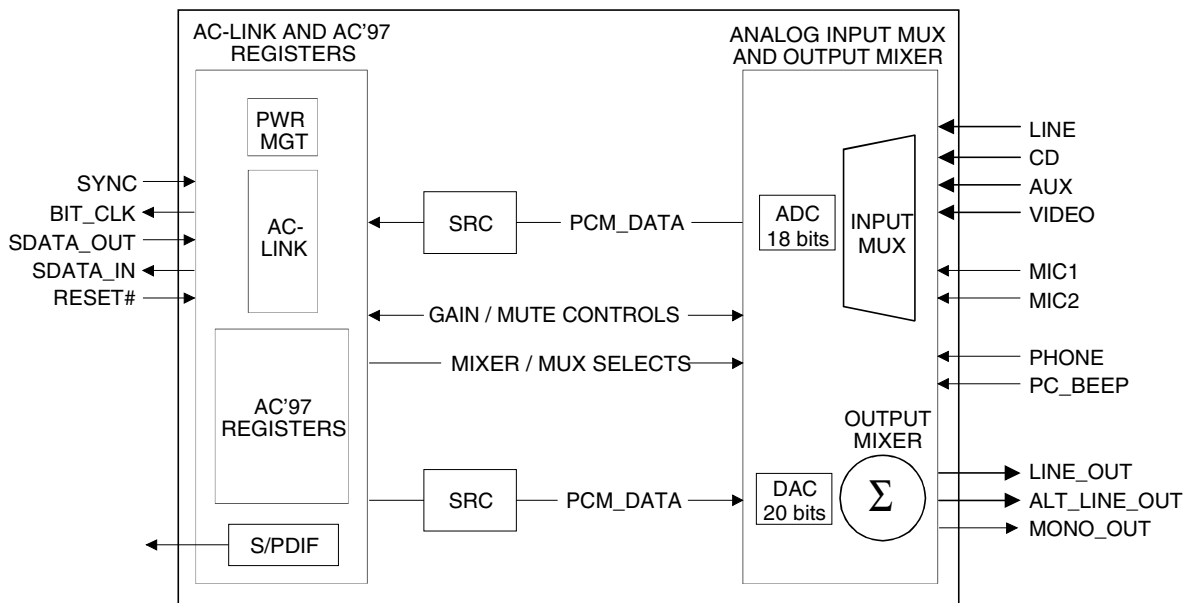 AC-LINK AND AC'97
REGISTERS
PWR
MGT
AC-
LINK
AC'97
REGISTERS
S/PDIF
SYNC
BIT_CLK
SDATA_OUT
SDATA_IN
RESET#
SRC
PCM_DATA
GAIN / MUTE CONTROLS
MIXER / MUX SELECTS
SRC
PCM_DATA
ANALOG INPUT MUX
AND OUTPUT MIXER
ADC
18 bits
INPUT
MUX
OUTPUT
MIXER
DAC
20 bits
Σ
LINE
CD
AUX
VIDEO
MIC1
MIC2
PHONE
PC_BEEP
LINE_OUT
ALT_LINE_OUT
MONO_OUT